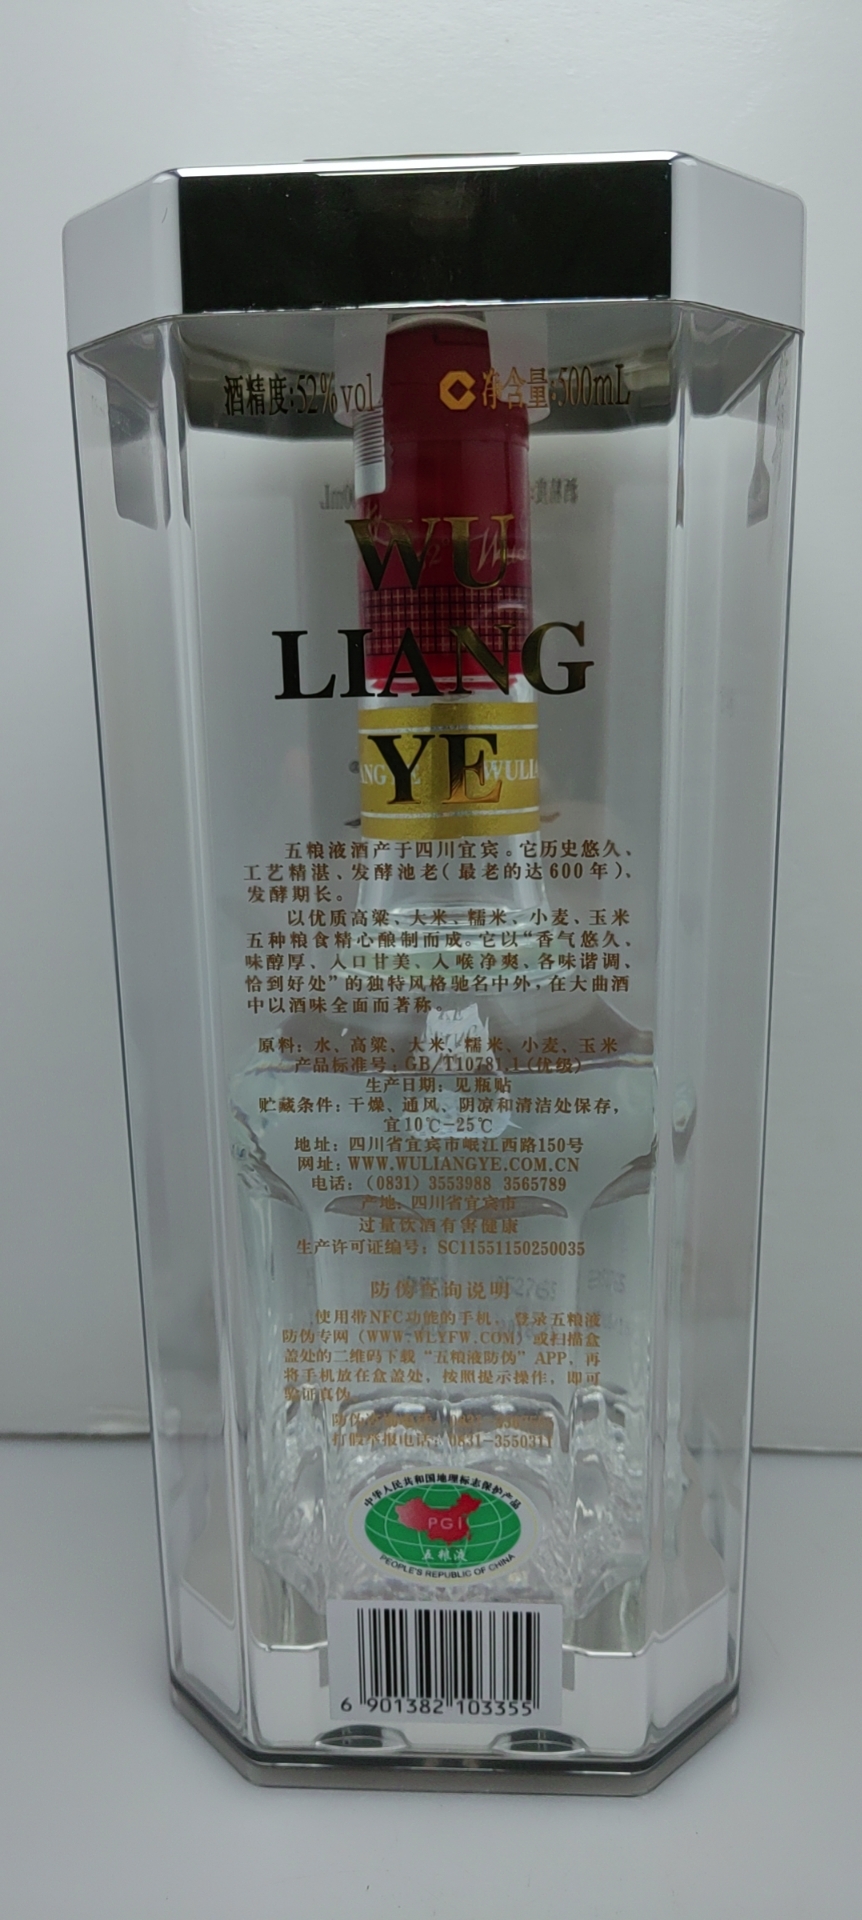 酒精度:52%vol 净含量:500mL
WU
LIANG
YE
WULIA
五粮液酒产于四川宜宾。它历史悠久、
工艺精湛、发酵池老(最老的达600年)、
发酵期长。
以优质高粱、大米、糯米、小麦、玉米
五种粮食精心酿制而成。它以“香气悠久、
味醇厚、入口甘美、入喉净爽、各味谐调、
恰到好处”的独特风格驰名中外,在大曲酒
中以酒味全面而著称。
原料: 水、高粱、大米、糯米、小麦、玉米
产品标准号: GB/T10781.1(优级)
生产日期: 见瓶贴
贮藏条件: 干燥、通风、阴凉和清洁处保存,
宜10℃-25℃
地址: 四川省宜宾市岷江西路150号
网址: WWW.WULIANGYE.COM.CN
电话: (0831) 3553988 3565789
产地: 四川省宜宾市
过量饮酒有害健康
生产许可证编号: SC11551150250035
防伪查询说明
使用带NFC功能的手机, 登录五粮液
防伪专网 (WWW.WLYFW.COM) 或扫描盒
盖处的二维码下载 “五粮液防伪” APP, 再
将手机放在盒盖处, 按照提示操作, 即可
验证真伪
打假举报电话: 0831-3550311
中华人民共和国地理标志保护产品
PGI
五粮液
PEOPLE'S REPUBLIC OF CHINA
6 901382 103355